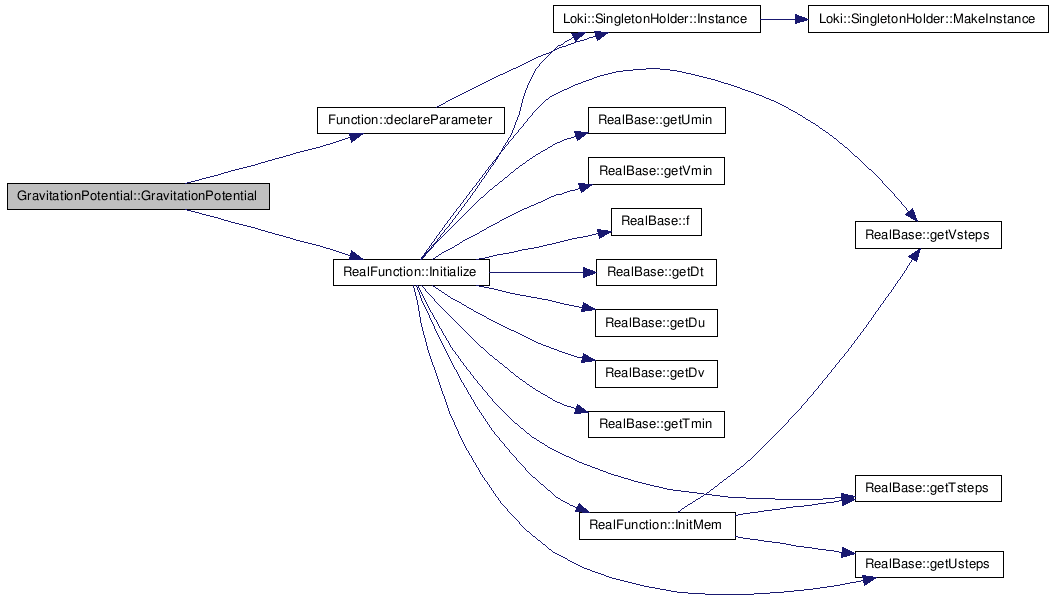 Loki::SingletonHolder::Instance
Loki::SingletonHolder::MakeInstance
Function::declareParameter
RealBase::getUmin
RealBase::getVmin
GravitationPotential::GravitationPotential
RealBase::f
RealBase::getVsteps
RealFunction::Initialize
RealBase::getDt
RealBase::getDu
RealBase::getDv
RealBase::getTmin
RealBase::getTsteps
RealFunction::InitMem
RealBase::getUsteps